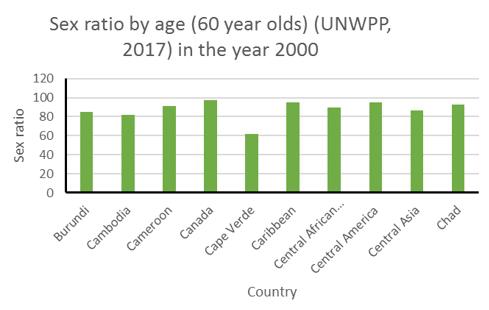 Sex ratio by age (60 year olds) (UNWPP,
2017) in the year 2000
120
100
80
60
40
20
0
Sex ratio
Burundi
Cambodia
Cameroon
Canada
Cape Verde
Caribbean
Central African...
Central America
Central Asia
Chad
Country